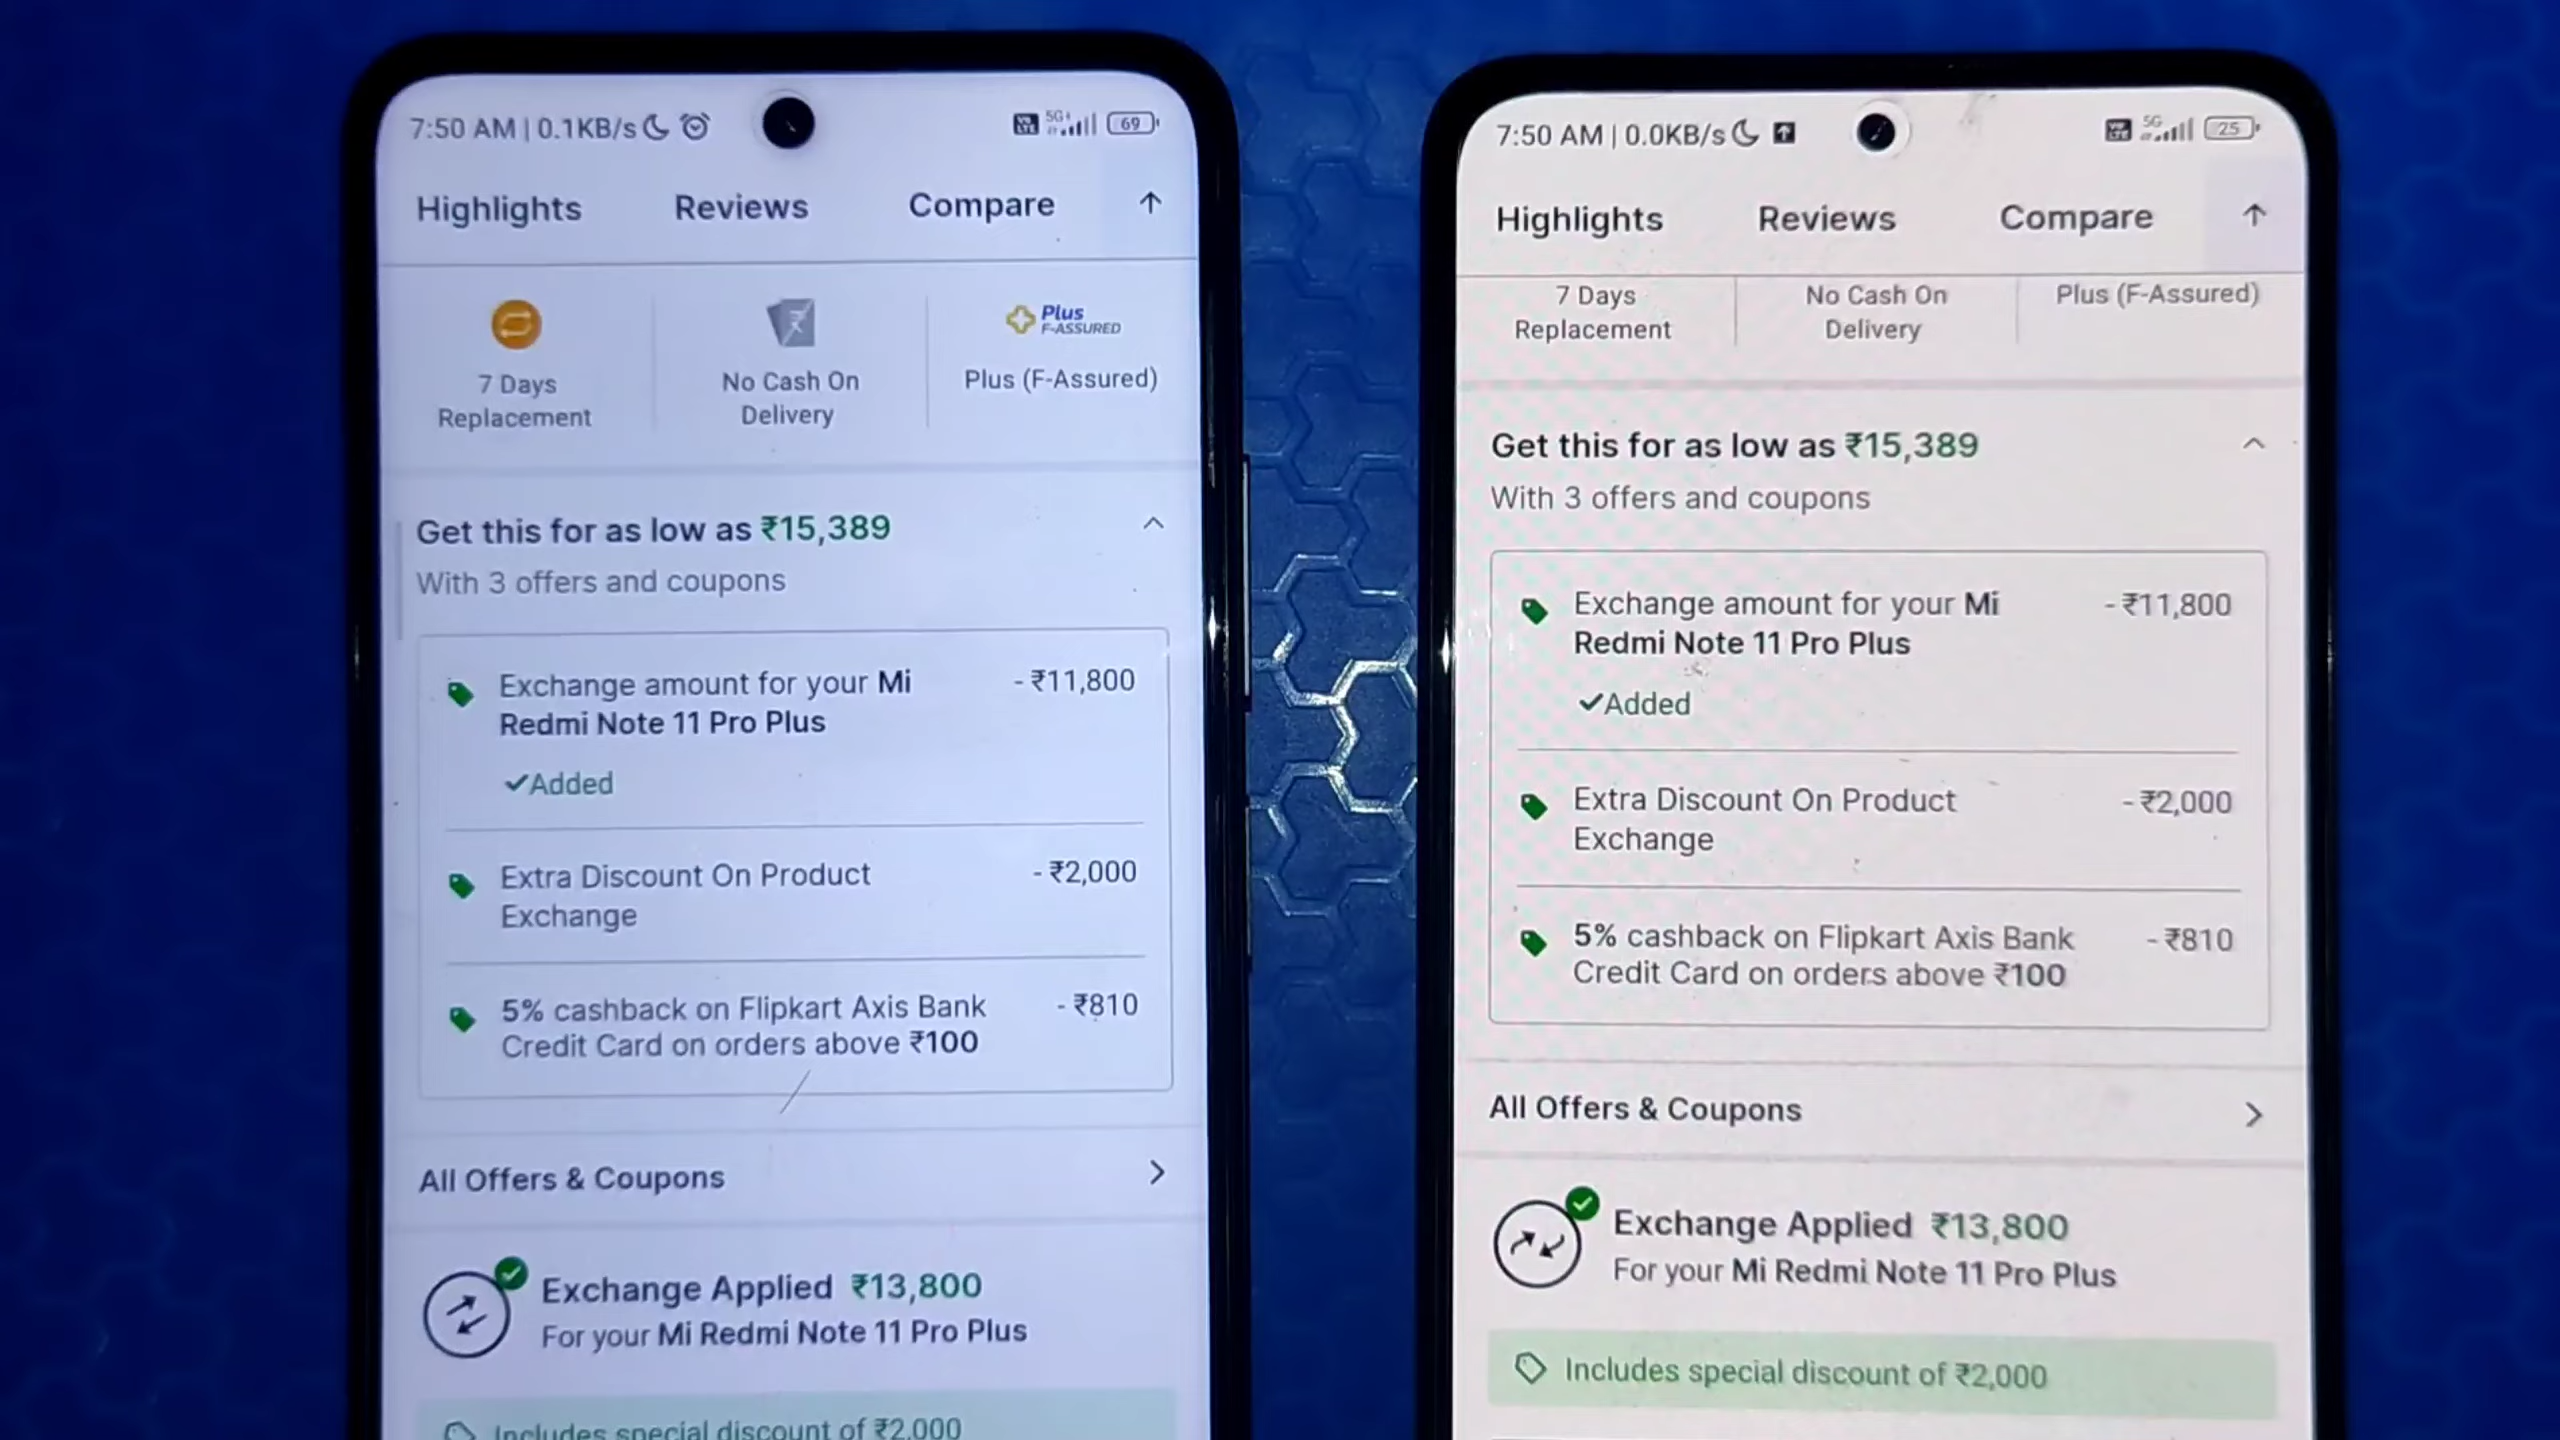 7:50 AM | 0.1KB/s
5G+
69
Highlights
Reviews
Compare
Plus
F-ASSURED
7 Days
Replacement
No Cash On
Delivery
Plus (F-Assured)
Get this for as low as ₹15,389
With 3 offers and coupons
Exchange amount for your Mi
Redmi Note 11 Pro Plus
- ₹11,800
Added
Extra Discount On Product
Exchange
- ₹2,000
5% cashback on Flipkart Axis Bank
Credit Card on orders above ₹100
- ₹810
All Offers & Coupons
Exchange Applied ₹13,800
For your Mi Redmi Note 11 Pro Plus
Includes special discount of ₹2,000
7:50 AM | 0.0KB/s
5G
25
Highlights
Reviews
Compare
7 Days
Replacement
No Cash On
Delivery
Plus (F-Assured)
Get this for as low as ₹15,389
With 3 offers and coupons
Exchange amount for your Mi
Redmi Note 11 Pro Plus
- ₹11,800
Added
Extra Discount On Product
Exchange
- ₹2,000
5% cashback on Flipkart Axis Bank
Credit Card on orders above ₹100
- ₹810
All Offers & Coupons
Exchange Applied ₹13,800
For your Mi Redmi Note 11 Pro Plus
Includes special discount of ₹2,000